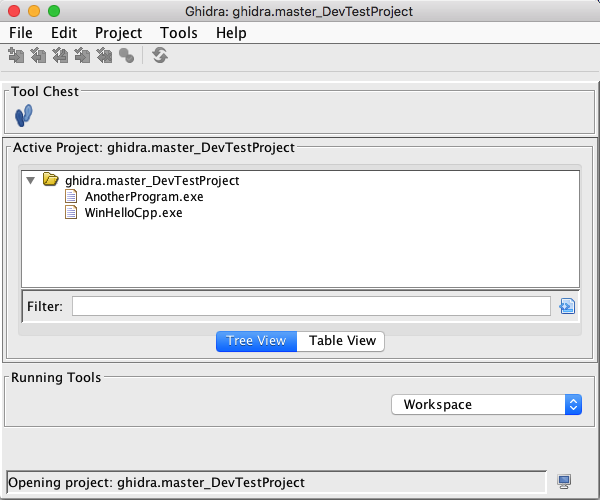 Ghidra: ghidra.master_DevTestProject
File Edit Project Tools Help
Tool Chest
Active Project: ghidra.master_DevTestProject
ghidra.master_DevTestProject
AnotherProgram.exe
WinHelloCpp.exe
Filter:
Tree View Table View
Running Tools
Workspace
Opening project: ghidra.master_DevTestProject